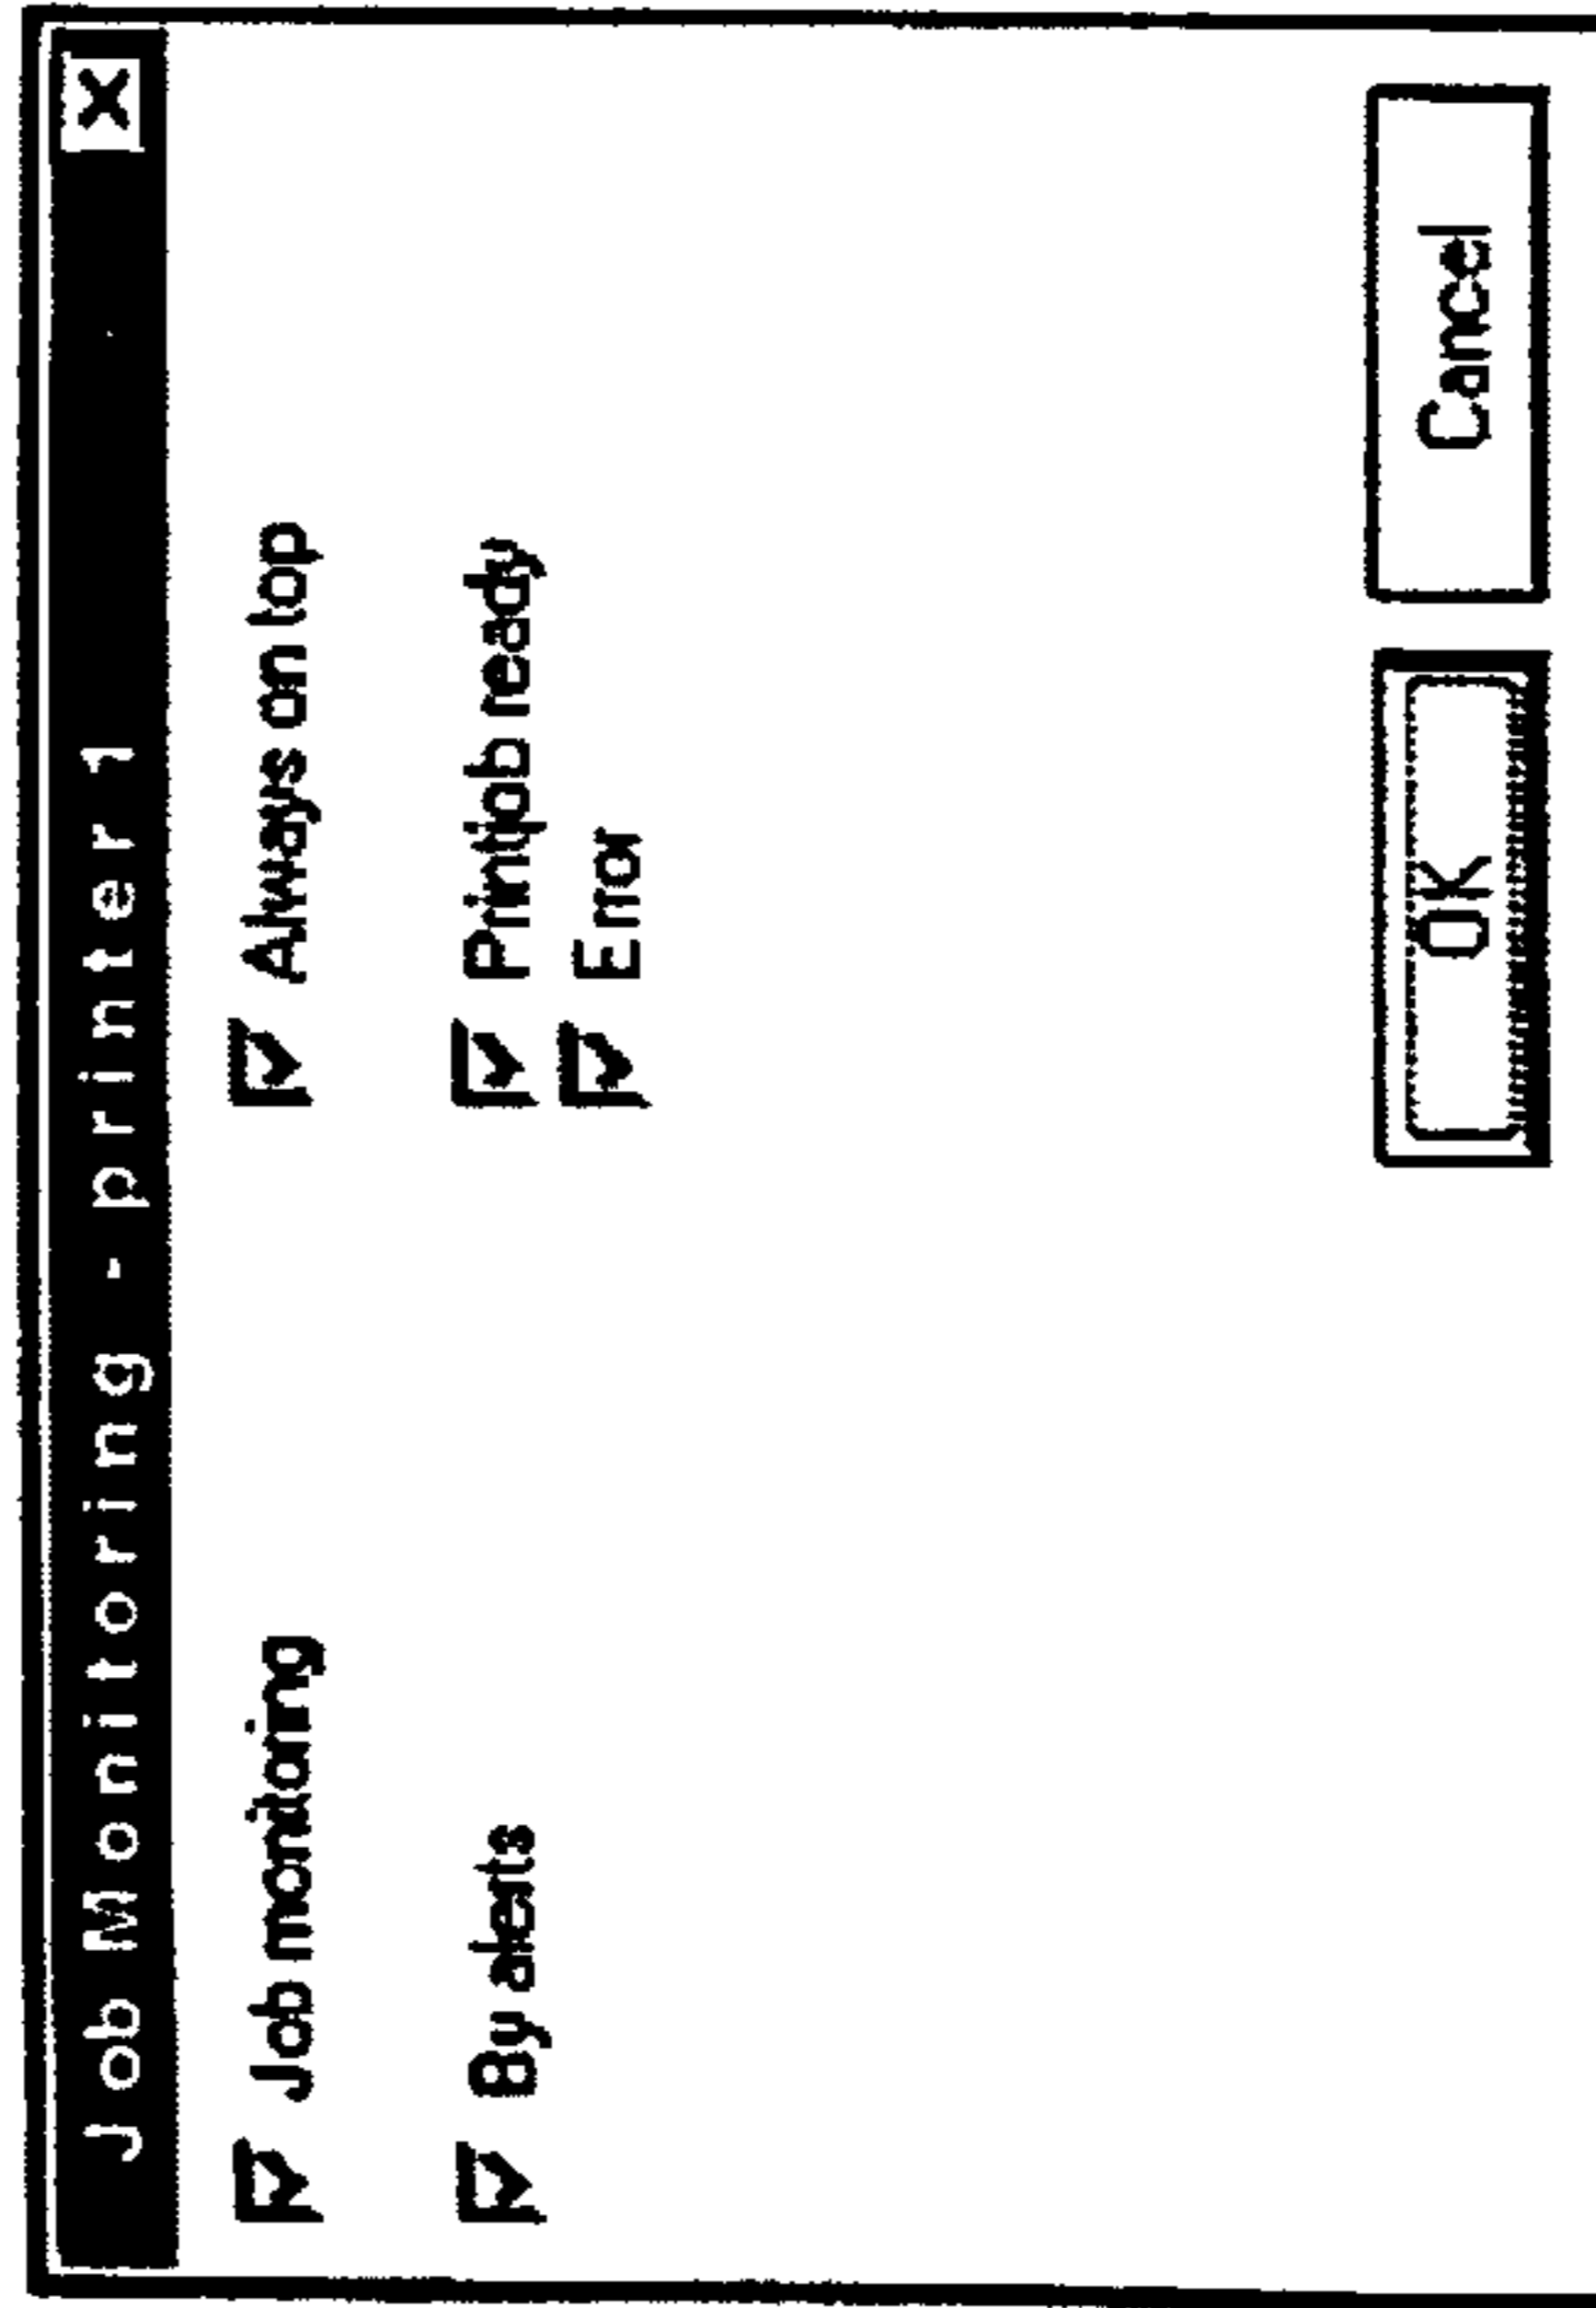 Job Monitoring - printer 1 X
Job monitoring Always on top
By alerts Printjob ready
Error
OK Cancel